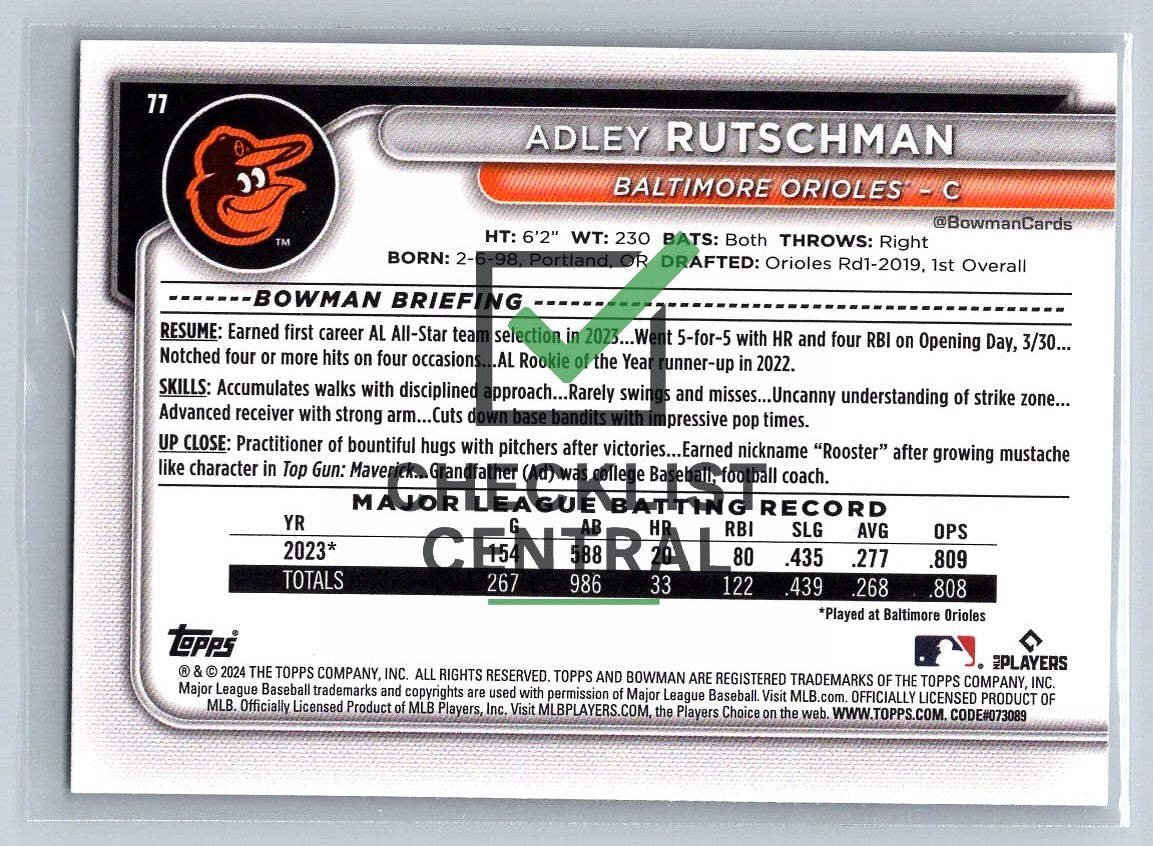 77
ADLEY RUTSCHMAN
BALTIMORE ORIOLES™ – C
@BowmanCards
HT: 6'2” WT: 230 BATS: Both THROWS: Right
BORN: 2-6-98, Portland, OR DRAFTED: Orioles Rd1-2019, 1st Overall
BOWMAN BRIEFING
RESUME: Earned first career AL All-Star team selection in 2023...Went 5-for-5 with HR and four RBI on Opening Day, 3/30...
Notched four or more hits on four occasions...AL Rookie of the Year runner-up in 2022.
SKILLS: Accumulates walks with disciplined approach...Rarely swings and misses...Uncanny understanding of strike zone...
Advanced receiver with strong arm...Cuts down base bandits with impressive pop times.
UP CLOSE: Practitioner of bountiful hugs with pitchers after victories...Earned nickname “Rooster” after growing mustache
like character in Top Gun: Maverick...Grandfather (Ad) was college Baseball, football coach.
CHECKLIST
CENTRAL
MAJOR LEAGUE BATTING RECORD
YR G AB HR RBI SLG AVG OPS
2023* 154 588 20 80 .435 .277 .809
TOTALS 267 986 33 122 .439 .268 .808
*Played at Baltimore Orioles
topps®
MLB PLAYERS
® & © 2024 THE TOPPS COMPANY, INC. ALL RIGHTS RESERVED. TOPPS AND BOWMAN ARE REGISTERED TRADEMARKS OF THE TOPPS COMPANY, INC.
Major League Baseball trademarks and copyrights are used with permission of Major League Baseball. Visit MLB.com. OFFICIALLY LICENSED PRODUCT OF
MLB. Officially Licensed Product of MLB Players, Inc. Visit MLBPLAYERS.COM, the Players Choice on the web. WWW.TOPPS.COM. CODE#073089